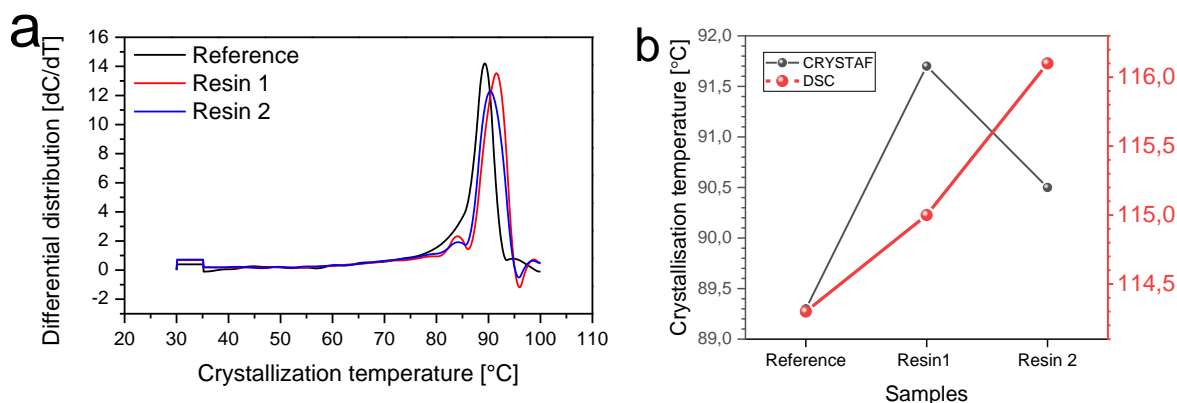 a
16
14
12
10
8
6
4
2
0
-2
Differential distribution [dC/dT]
Reference
Resin 1
Resin 2
20 30 40 50 60 70 80 90 100 110
Crystallization temperature [°C]
b
92,0
91,5
91,0
90,5
90,0
89,5
89,0
Crystallisation temperature [°C]
CRYSTAF
DSC
116,0
115,5
115,0
114,5
Reference Resin1 Resin 2
Samples